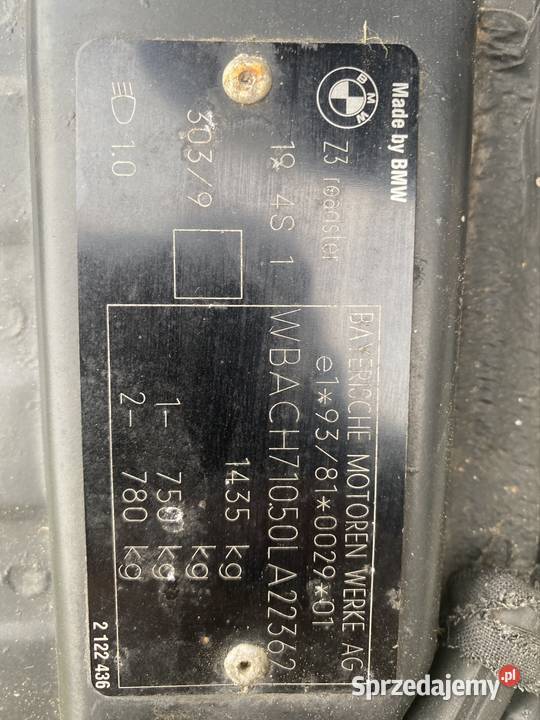 Made by BMW
BMW
Z3 roadster
19 4S 1
303/9
1.0
BAYERISCHE MOTOREN WERKE AG
e1*93/81*0029*01
WBACH71050LA22362
1435 kg
1- 750 kg
2- 780 kg
2 122 436
Sprzedajemy.pl